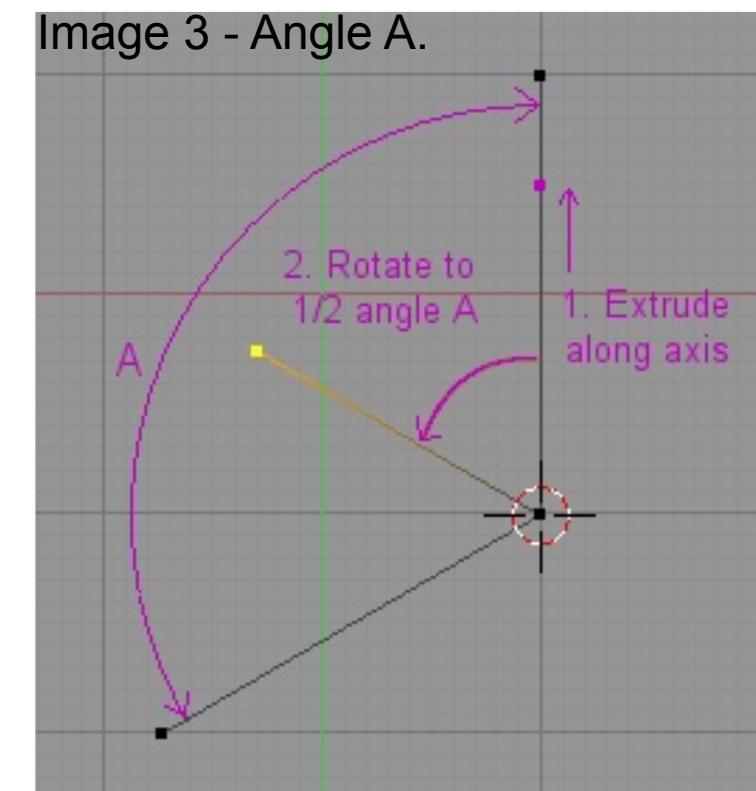 Image 3 - Angle A.
2. Rotate to
1/2 angle A
1. Extrude
along axis
A